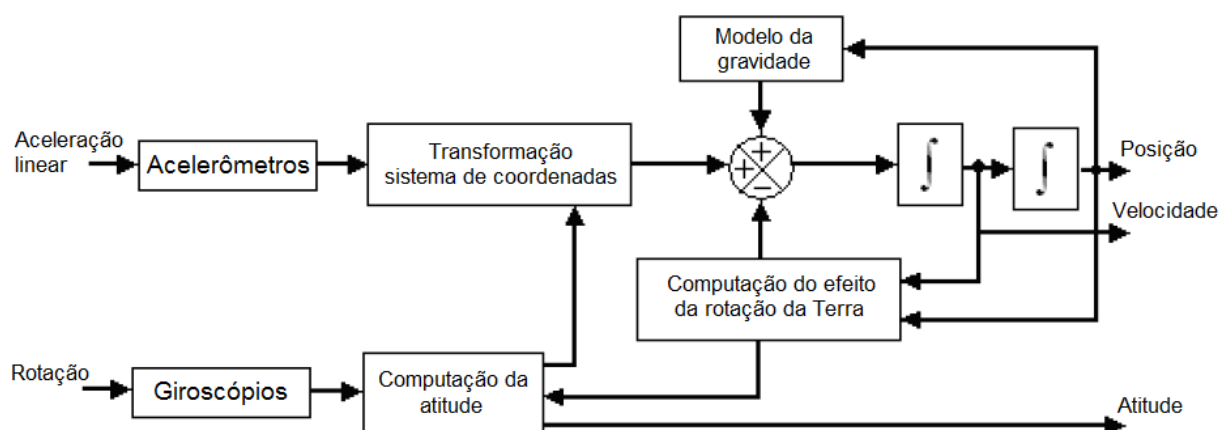 Modelo da
gravidade
Aceleração
linear
Acelerômetros
Transformação
sistema de coordenadas
+
+
−
∫
∫
Posição
Velocidade
Computação do efeito
da rotação da Terra
Rotação
Giroscópios
Computação da
atitude
Atitude